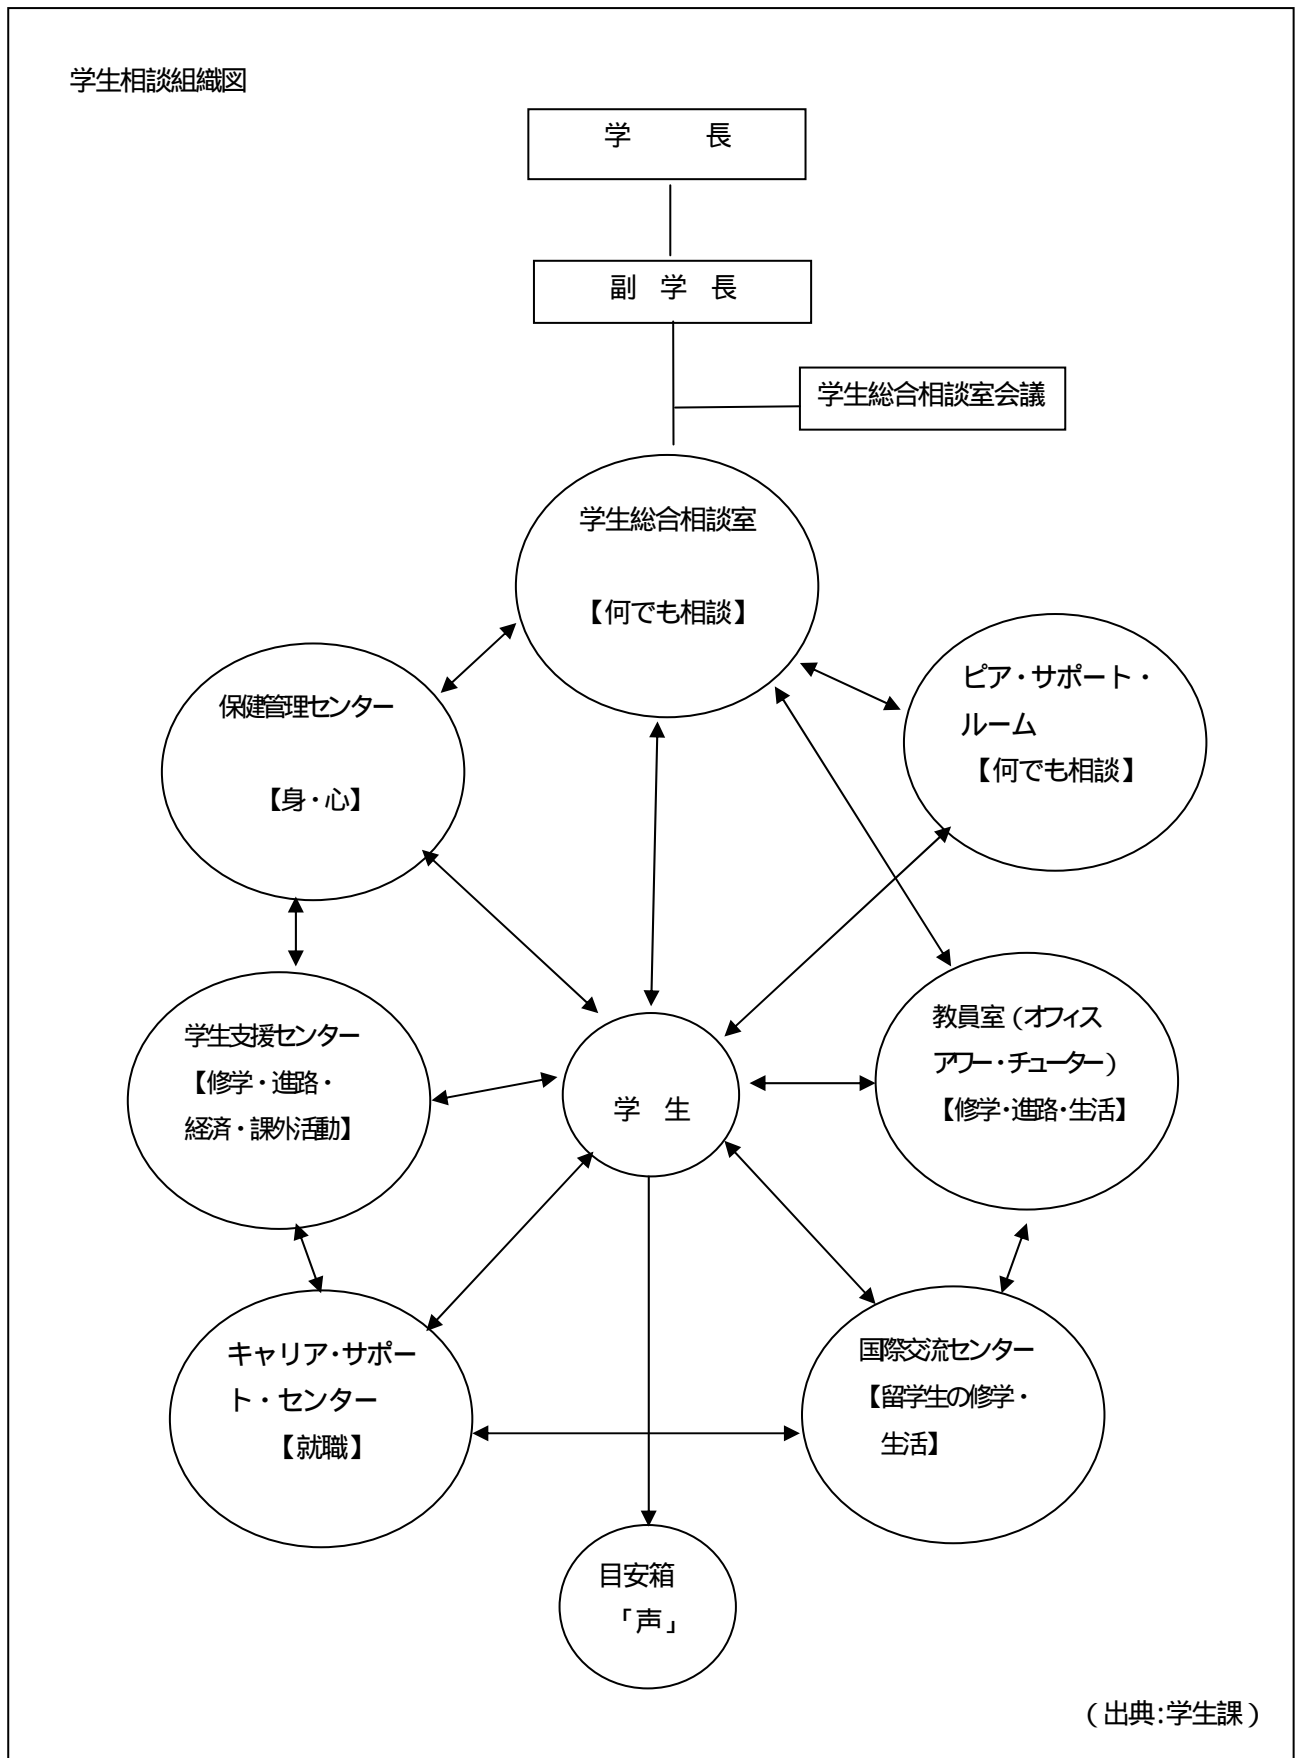 学生相談組織図
学　　　長
副　学　長
学生総合相談室会議
学生総合相談室
【何でも相談】
ピア・サポート・
ルーム
【何でも相談】
保健管理センター
【身・心】
教員室（オフィス
アワー・チューター）
【修学・進路・生活】
学生支援センター
【修学・進路・
経済・課外活動】
学　生
キャリア・サポー
ト・センター
【就職】
国際交流センター
【留学生の修学・
生活】
目安箱
「声」
（出典:学生課）